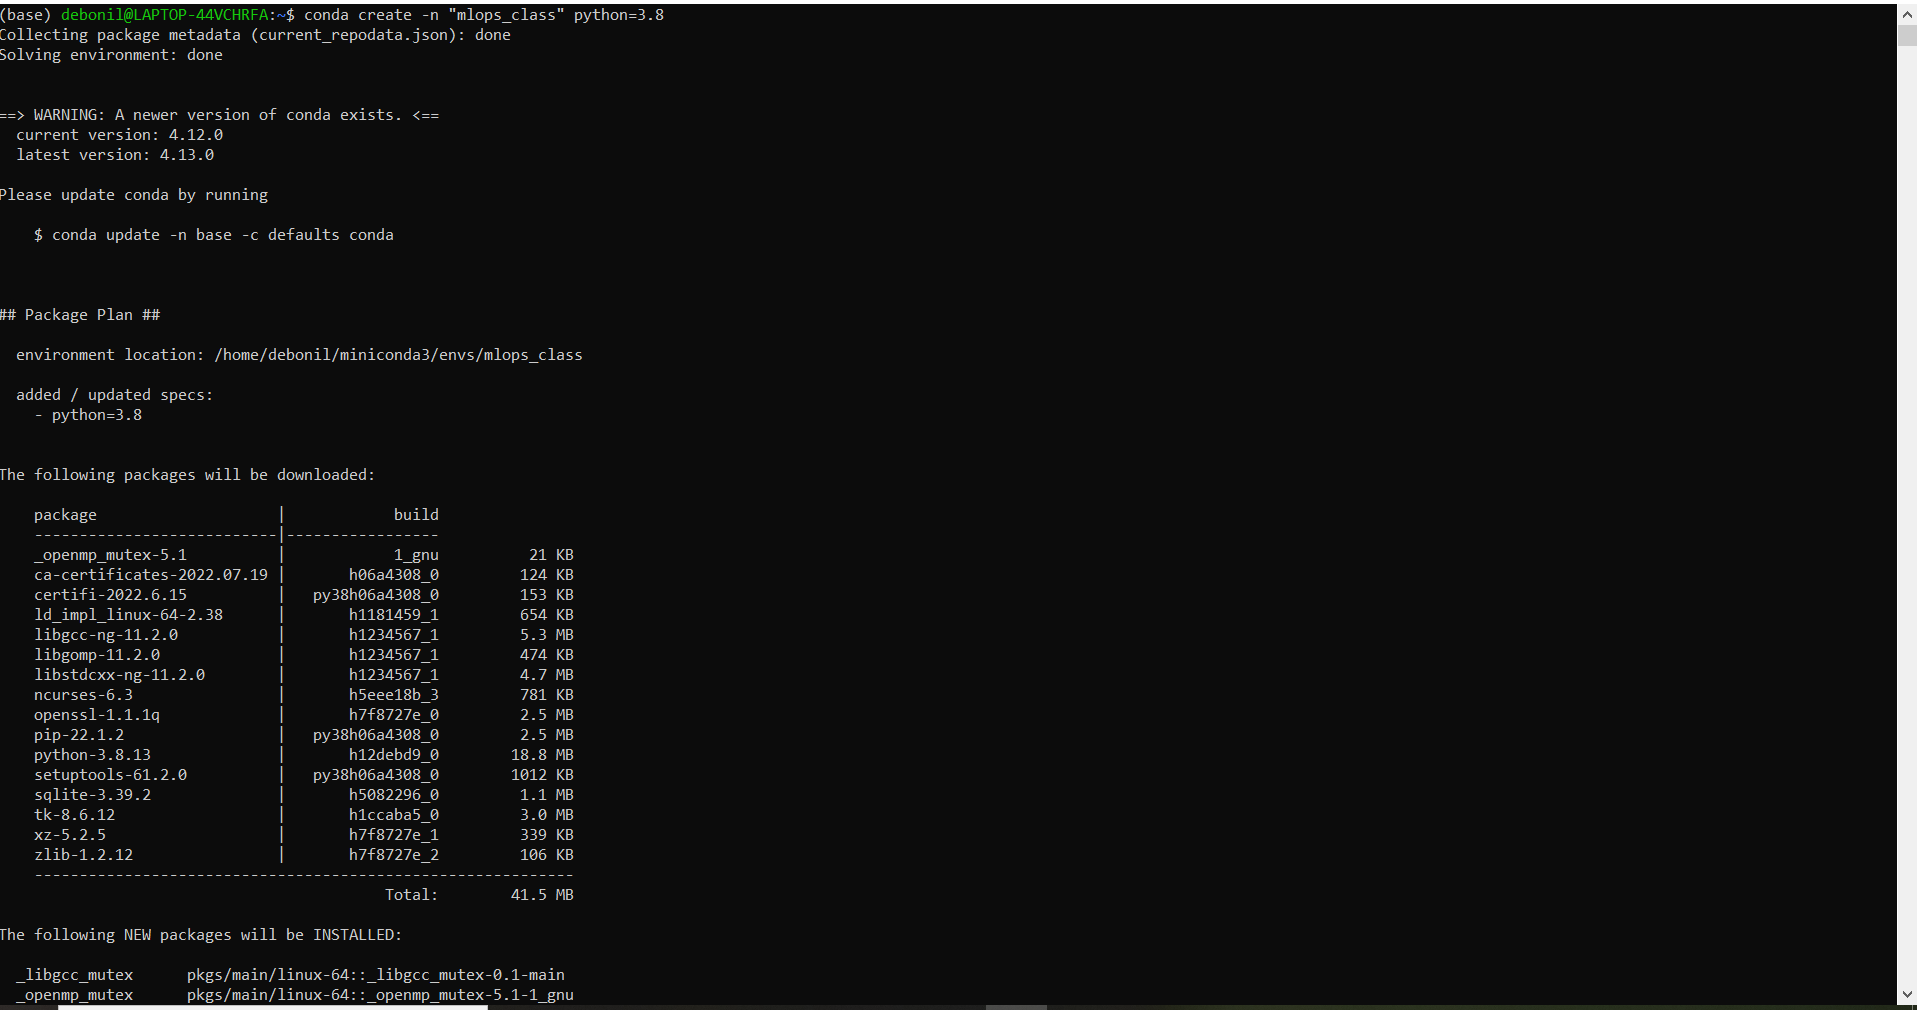 (base) debonil@LAPTOP-44VCHRFA:~$ conda create -n "mlops_class" python=3.8
Collecting package metadata (current_repodata.json): done
Solving environment: done
==> WARNING: A newer version of conda exists. <==
  current version: 4.12.0
  latest version: 4.13.0
Please update conda by running
    $ conda update -n base -c defaults conda
## Package Plan ##
  environment location: /home/debonil/miniconda3/envs/mlops_class
  added / updated specs:
    - python=3.8
The following packages will be downloaded:
    package                    |            build
    ---------------------------|-----------------
    _openmp_mutex-5.1          |            1_gnu          21 KB
    ca-certificates-2022.07.19 |       h06a4308_0         124 KB
    certifi-2022.6.15          |   py38h06a4308_0         153 KB
    ld_impl_linux-64-2.38      |       h1181459_1         654 KB
    libgcc-ng-11.2.0           |       h1234567_1         5.3 MB
    libgomp-11.2.0             |       h1234567_1         474 KB
    libstdcxx-ng-11.2.0        |       h1234567_1         4.7 MB
    ncurses-6.3                |       h5eee18b_3         781 KB
    openssl-1.1.1q             |       h7f8727e_0         2.5 MB
    pip-22.1.2                 |   py38h06a4308_0         2.5 MB
    python-3.8.13              |       h12debd9_0        18.8 MB
    setuptools-61.2.0          |   py38h06a4308_0        1012 KB
    sqlite-3.39.2              |       h5082296_0         1.1 MB
    tk-8.6.12                  |       h1ccaba5_0         3.0 MB
    xz-5.2.5                   |       h7f8727e_1         339 KB
    zlib-1.2.12                |       h7f8727e_2         106 KB
    ------------------------------------------------------------
                                           Total:        41.5 MB
The following NEW packages will be INSTALLED:
  _libgcc_mutex      pkgs/main/linux-64::_libgcc_mutex-0.1-main
  _openmp_mutex      pkgs/main/linux-64::_openmp_mutex-5.1-1_gnu